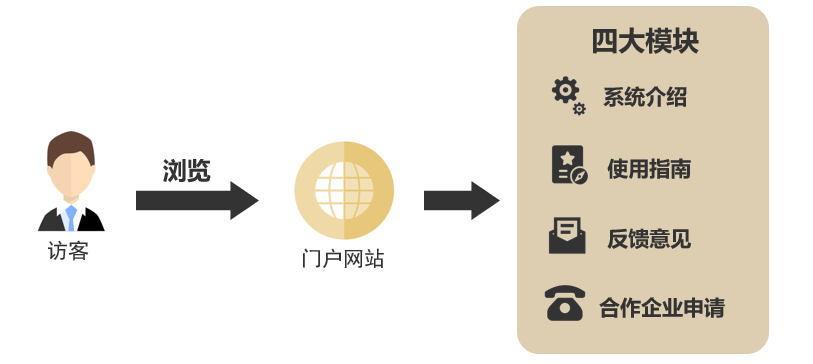 四大模块
系统介绍
浏览
使用指南
访客
门户网站
反馈意见
合作企业申请